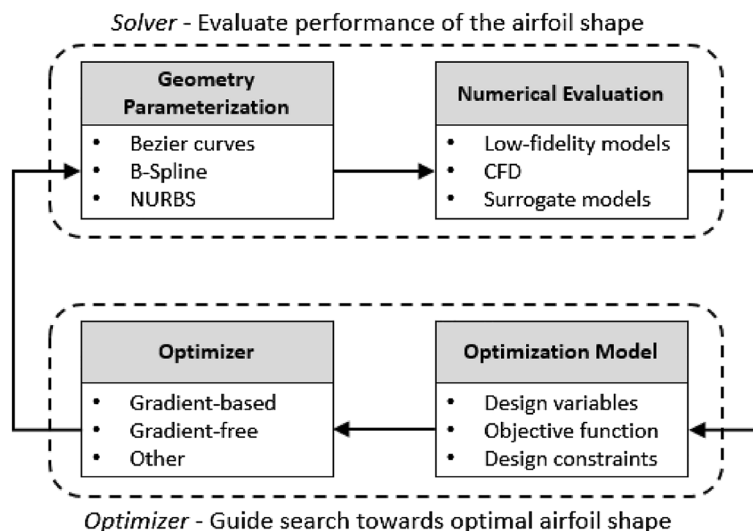 Solver - Evaluate performance of the airfoil shape
Geometry
Parameterization
• Bezier curves
• B-Spline
• NURBS
Numerical Evaluation
• Low-fidelity models
• CFD
• Surrogate models
Optimizer
• Gradient-based
• Gradient-free
• Other
Optimization Model
• Design variables
• Objective function
• Design constraints
Optimizer - Guide search towards optimal airfoil shape